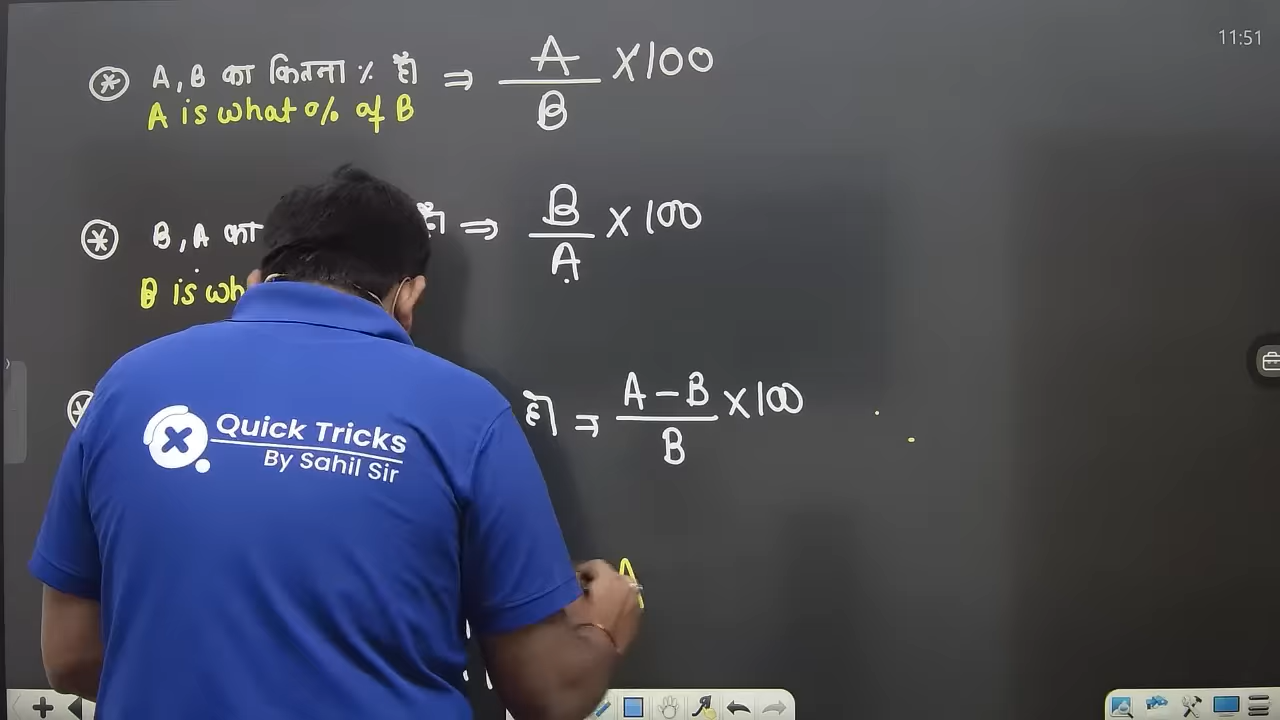 11:51
A, B का कितना % है ⇒ A/B × 100
A is what % of B
B, A का है ⇒ B/A × 100
B is wh
है ⇒ A - B/B × 100
Quick Tricks
By Sahil Sir
A